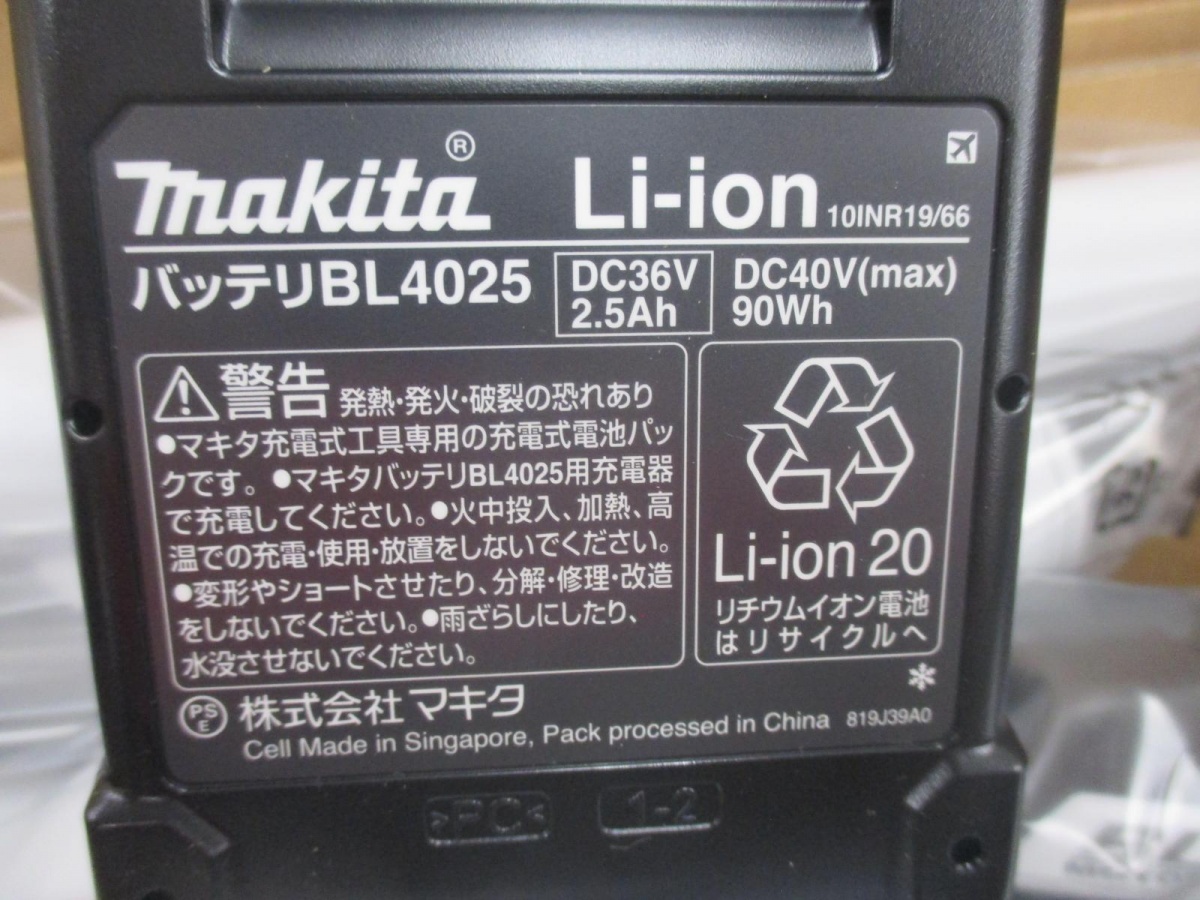 makita® Li-ion 10INR19/66
バッテリBL4025 DC36V DC40V(max)
2.5Ah 90Wh
警告 発熱・発火・破裂の恐れあり
●マキタ充電式工具専用の充電式電池パッ
クです。●マキタバッテリBL4025用充電器
で充電してください。●火中投入、加熱、高
温での充電・使用・放置をしないでください。
●変形やショートさせたり、分解・修理・改造
をしないでください。●雨ざらしにしたり、
水没させないでください。
Li-ion 20
リチウムイオン電池
はリサイクルへ
PS
E
株式会社 マキタ
Cell Made in Singapore, Pack processed in China 819J39A0
>PC< 1-2